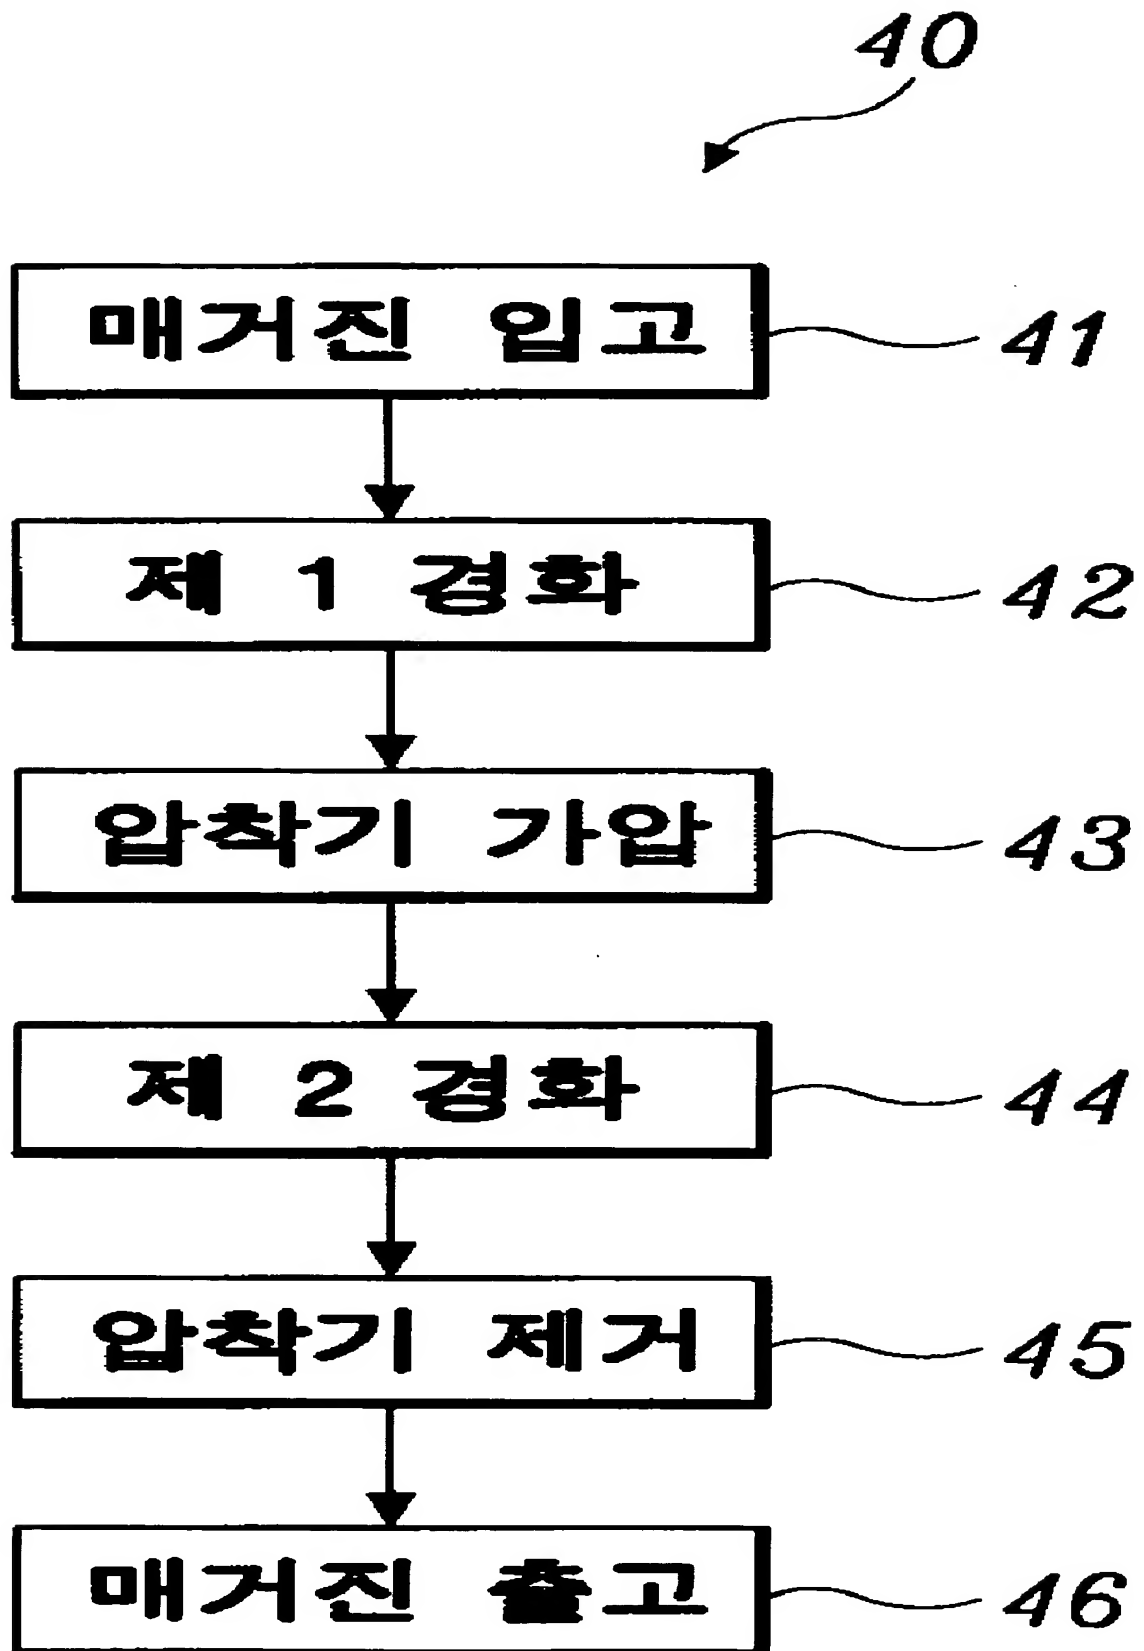 40
매거진 입고 41
제 1 경화 42
압착기 가압 43
제 2 경화 44
압착기 제거 45
매거진 출고 46